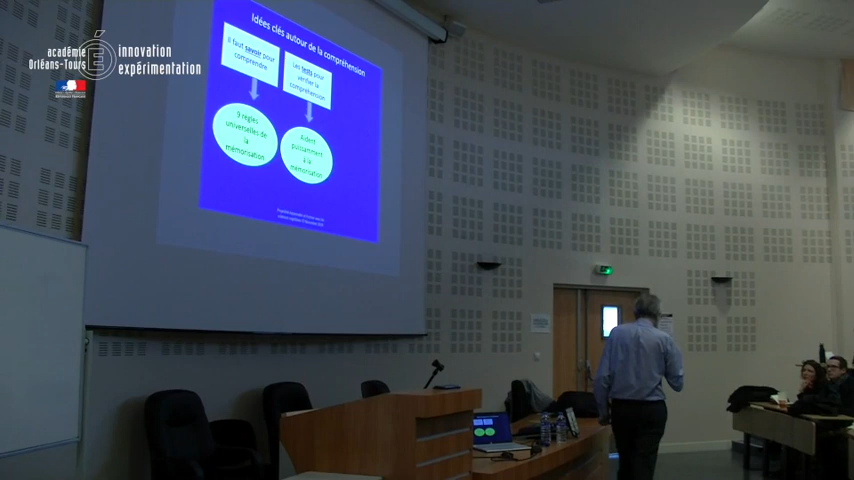 académie
Orléans-Tours
É
innovation
expérimentation
Idées clés autour de la compréhension
Il faut savoir pour
comprendre
Les tests pour
vérifier la
compréhension
9 règles
universelles de
la
mémorisation
Aident
puissamment
à la
mémorisation